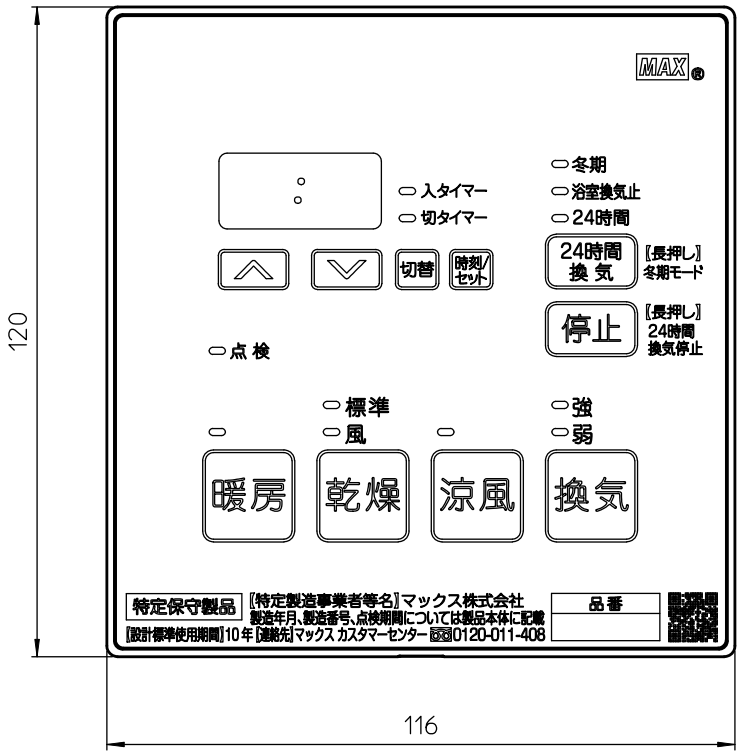 MAX®
冬期
浴室換気止
24時間
入タイマー
切タイマー
切替
時刻/
セット
24時間
換気
〖長押し〗
冬期モード
停止
〖長押し〗
24時間
換気停止
点検
標準
風
強
弱
暖房
乾燥
涼風
換気
特定保守製品
〖特定製造事業者等名〗マックス株式会社
製造年月、製造番号、点検期間については製品本体に記載
〖設計標準使用期間〗10年〖連絡先〗マックス カスタマーセンター 0120-011-408
品番
120
116